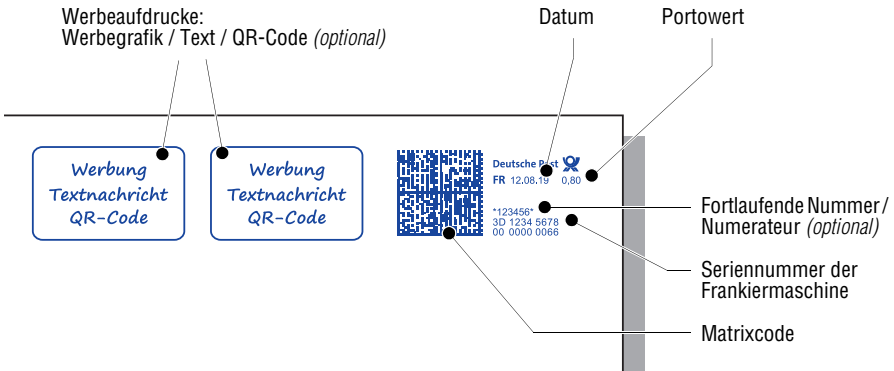 Werbeaufdrucke:
Werbegrafik / Text / QR-Code (optional)
Datum
Portowert
Werbung
Textnachricht
QR-Code
Werbung
Textnachricht
QR-Code
Deutsche Post
FR 12.08.19 0,80
*123456*
3D 1234 5678
00 0000 0066
Fortlaufende Nummer /
Numerateur (optional)
Seriennummer der
Frankiermaschine
Matrixcode